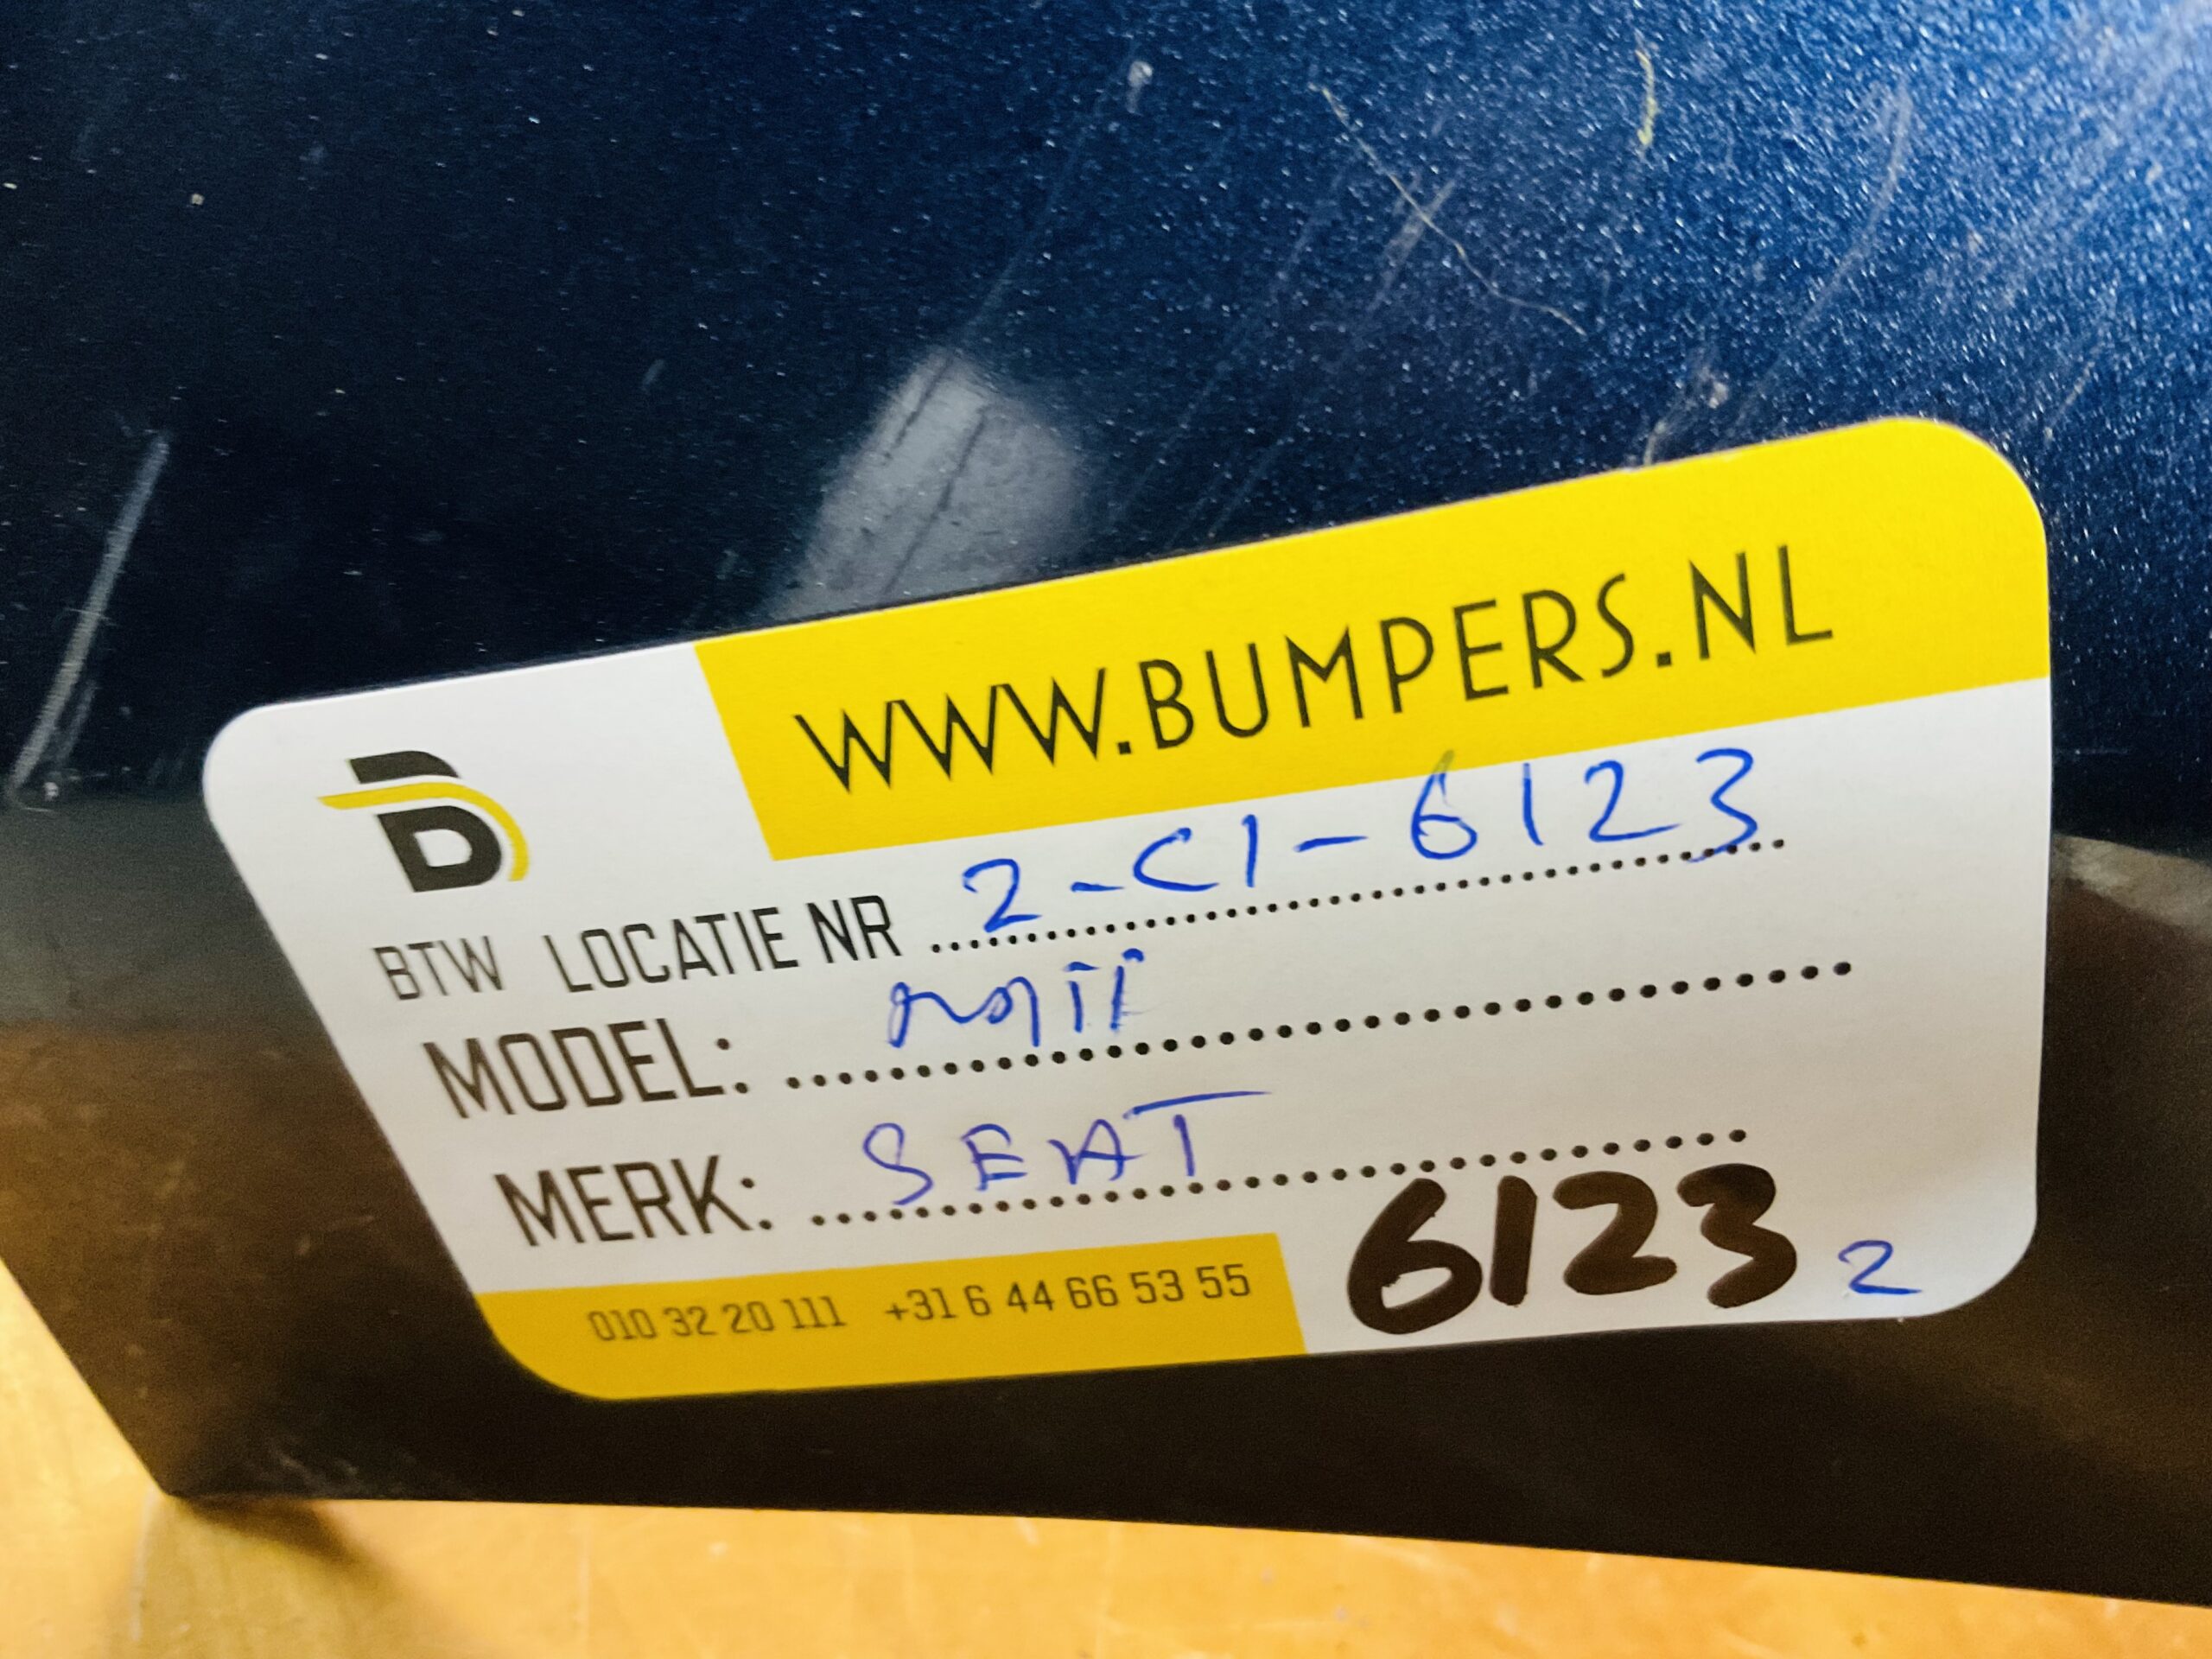 WWW.BUMPERS.NL
B
BTW LOCATIE NR 2-C1-6123
MODEL: mii
MERK: SEAT
6123 2
010 32 20 111 +31 6 44 66 53 55